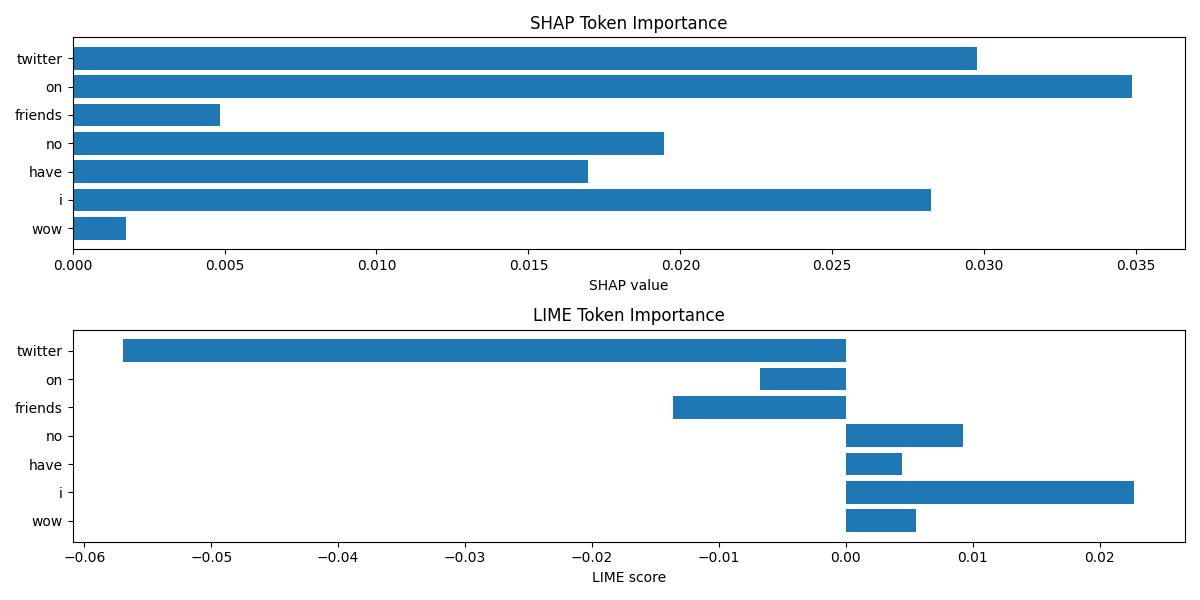 SHAP Token Importance
twitter
on
friends
no
have
i
wow
0.000 0.005 0.010 0.015 0.020 0.025 0.030 0.035
SHAP value
LIME Token Importance
twitter
on
friends
no
have
i
wow
−0.06 −0.05 −0.04 −0.03 −0.02 −0.01 0.00 0.01 0.02
LIME score